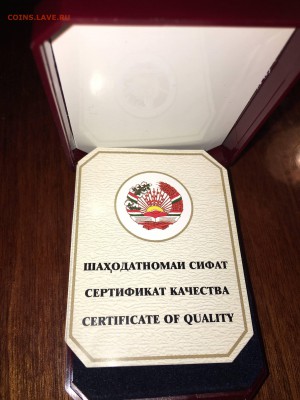 COINS.LAVE.RU
ШАҲОДАТНОМАИ СИФАТ
СЕРТИФИКАТ КАЧЕСТВА
CERTIFICATE OF QUALITY